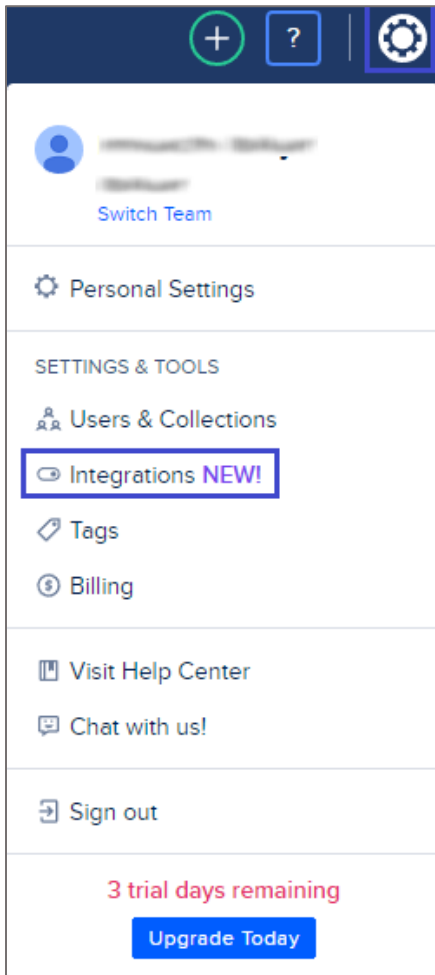 ?
Switch Team
Personal Settings
SETTINGS & TOOLS
Users & Collections
Integrations NEW!
Tags
Billing
Visit Help Center
Chat with us!
Sign out
3 trial days remaining
Upgrade Today